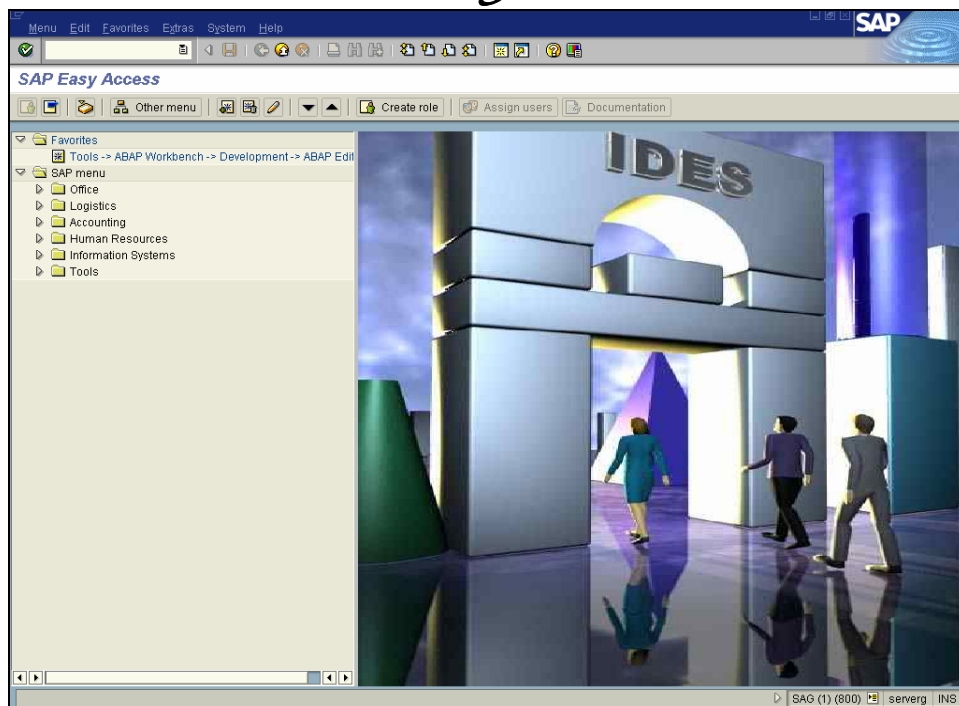 Menu Edit Favorites Extras System Help
SAP
SAP Easy Access
Other menu Create role Assign users Documentation
Favorites
Tools -> ABAP Workbench -> Development -> ABAP Edit
SAP menu
Office
Logistics
Accounting
Human Resources
Information Systems
Tools
IDES
SAG (1) (800) serverg INS